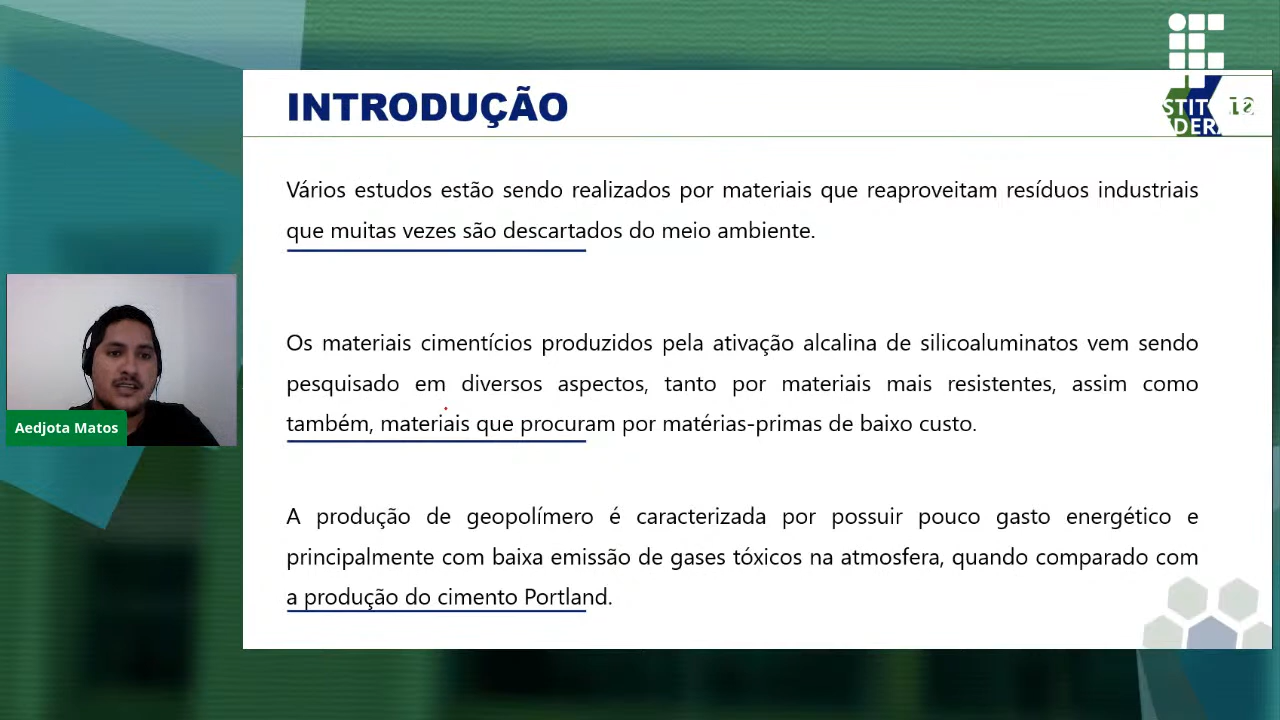 INTRODUÇÃO
Vários estudos estão sendo realizados por materiais que reaproveitam resíduos industriais
que muitas vezes são descartados do meio ambiente.
Os materiais cimentícios produzidos pela ativação alcalina de silicoaluminatos vem sendo
pesquisado em diversos aspectos, tanto por materiais mais resistentes, assim como
também, materiais que procuram por matérias-primas de baixo custo.
A produção de geopolímero é caracterizada por possuir pouco gasto energético e
principalmente com baixa emissão de gases tóxicos na atmosfera, quando comparado com
a produção do cimento Portland.
Aedjota Matos